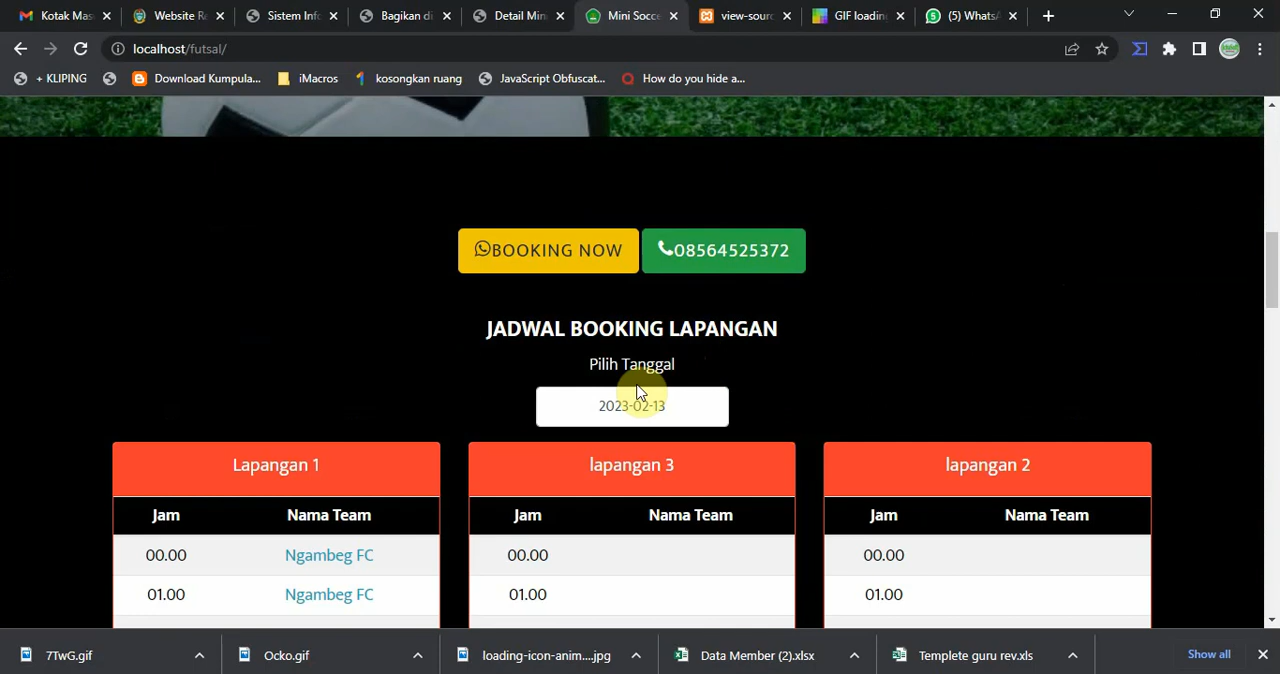 Kotak Mas
Website Re
Sistem Info
Bagikan di
Detail Min
Mini Socce
view-sourc
GIF loading
(5) WhatsA
localhost/futsal/
+ KLIPING
Download Kumpula...
iMacros
kosongkan ruang
JavaScript Obfuscat...
How do you hide a...
BOOKING NOW
08564525372
JADWAL BOOKING LAPANGAN
Pilih Tanggal
2023-02-13
Lapangan 1
lapangan 3
lapangan 2
Jam Nama Team
Jam Nama Team
Jam Nama Team
00.00 Ngambeg FC
00.00
00.00
01.00 Ngambeg FC
01.00
01.00
7TwG.gif
Ocko.gif
loading-icon-anim....jpg
Data Member (2).xlsx
Templete guru rev.xls
Show all